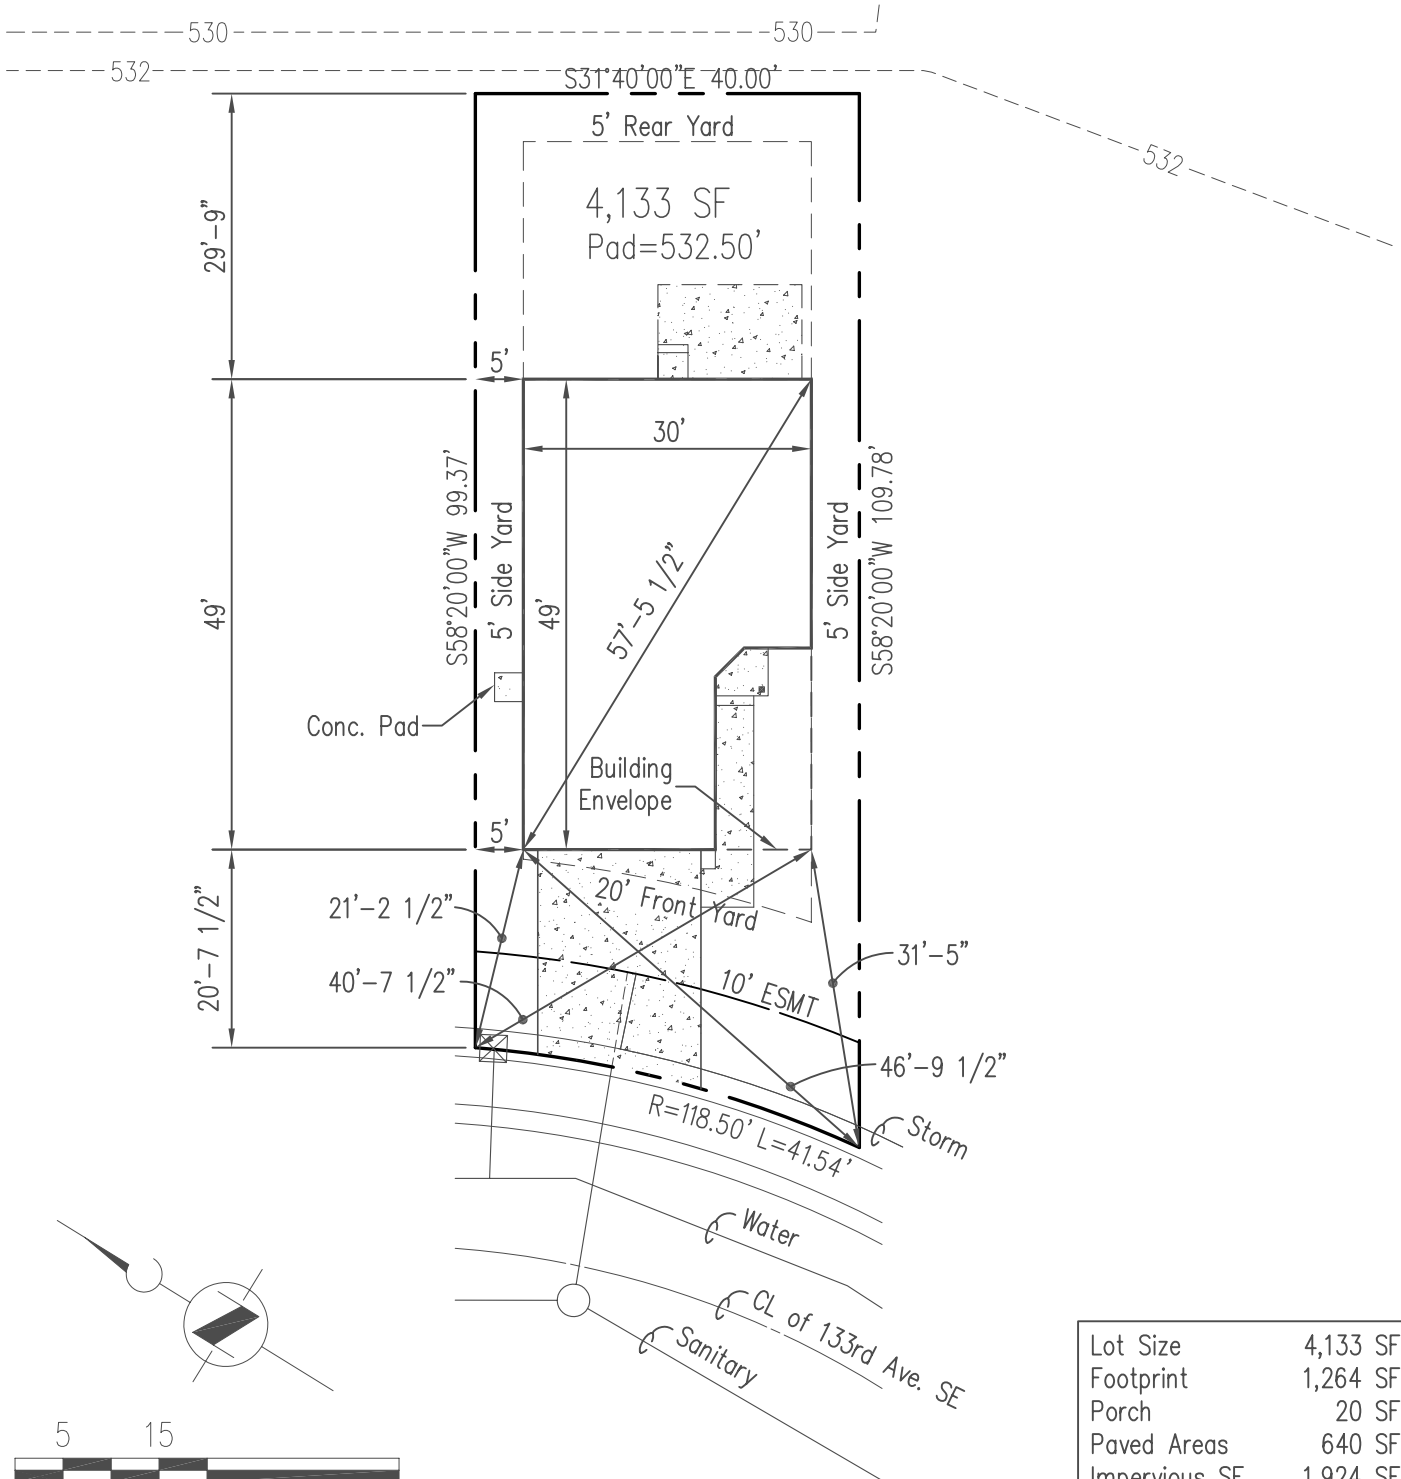 530
530
532
S31°40'00"E 40.00'
5' Rear Yard
532
4,133 SF
Pad=532.50'
29'-9"
5'
30'
S58°20'00"W 99.37'
5' Side Yard
49'
49'
57'-5 1/2"
5' Side Yard
S58°20'00"W 109.78'
Conc. Pad
Building
Envelope
5'
20' Front Yard
21'-2 1/2"
20'-7 1/2"
40'-7 1/2"
31'-5"
10' ESMT
46'-9 1/2"
R=118.50' L=41.54'
Storm
Water
CL of 133rd Ave. SE
Sanitary
5 15
Lot Size 4,133 SF
Footprint 1,264 SF
Porch 20 SF
Paved Areas 640 SF
Impervious SF 1,924 SF